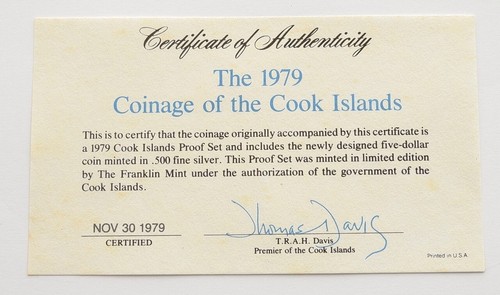 Certificate of Authenticity
The 1979
Coinage of the Cook Islands
This is to certify that the coinage originally accompanied by this certificate
is a 1979 Cook Islands Proof Set and includes the newly designed five-dollar
coin minted in .500 fine silver. This Proof Set was minted in limited edition
by The Franklin Mint under the authorization of the government of the
Cook Islands.
NOV 30 1979
CERTIFIED
Thomas Davis
T.R.A.H. Davis
Premier of the Cook Islands
Printed in U.S.A.